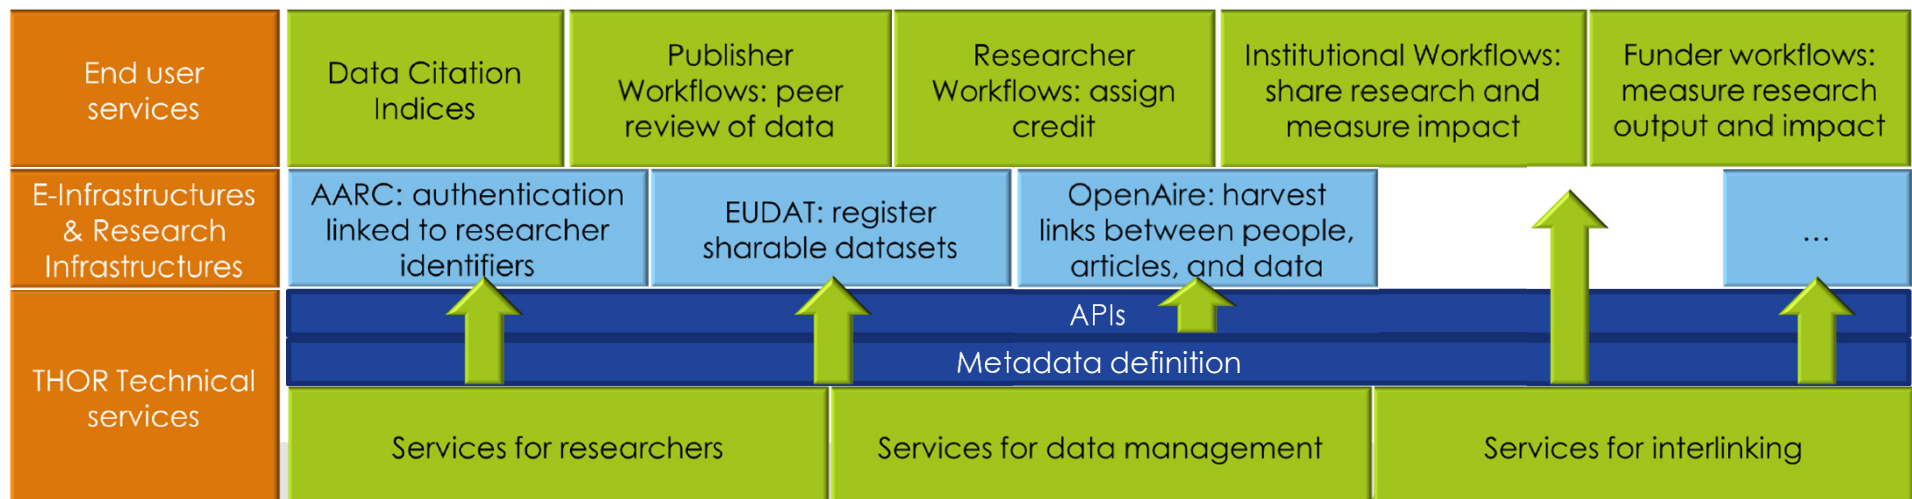 End user
services
Data Citation
Indices
Publisher
Workflows: peer
review of data
Researcher
Workflows: assign
credit
Institutional Workflows:
share research and
measure impact
Funder workflows:
measure research
output and impact
E-Infrastructures
& Research
Infrastructures
AARC: authentication
linked to researcher
identifiers
EUDAT: register
sharable datasets
OpenAire: harvest
links between people,
articles, and data
...
THOR Technical
services
APIs
Metadata definition
Services for researchers
Services for data management
Services for interlinking